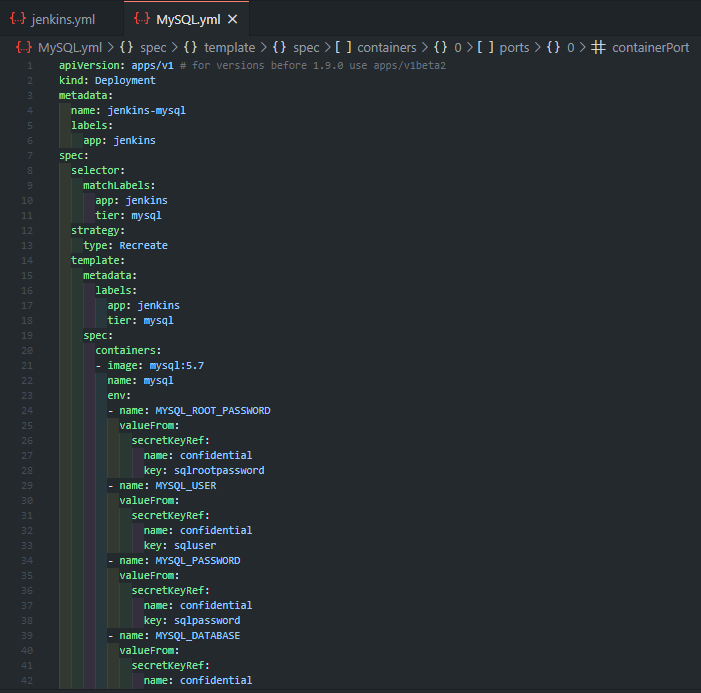 jenkins.yml MySQL.yml
MySQL.yml > {} spec > {} template > {} spec > [ ] containers > {} 0 > [ ] ports > {} 0 > containerPort
1 apiVersion: apps/v1 # for versions before 1.9.0 use apps/v1beta2
2 kind: Deployment
3 metadata:
4   name: jenkins-mysql
5   labels:
6     app: jenkins
7 spec:
8   selector:
9     matchLabels:
10       app: jenkins
11       tier: mysql
12   strategy:
13     type: Recreate
14   template:
15     metadata:
16       labels:
17         app: jenkins
18         tier: mysql
19     spec:
20       containers:
21       - image: mysql:5.7
22         name: mysql
23         env:
24         - name: MYSQL_ROOT_PASSWORD
25           valueFrom:
26             secretKeyRef:
27               name: confidential
28               key: sqlrootpassword
29         - name: MYSQL_USER
30           valueFrom:
31             secretKeyRef:
32               name: confidential
33               key: sqluser
34         - name: MYSQL_PASSWORD
35           valueFrom:
36             secretKeyRef:
37               name: confidential
38               key: sqlpassword
39         - name: MYSQL_DATABASE
40           valueFrom:
41             secretKeyRef:
42               name: confidential